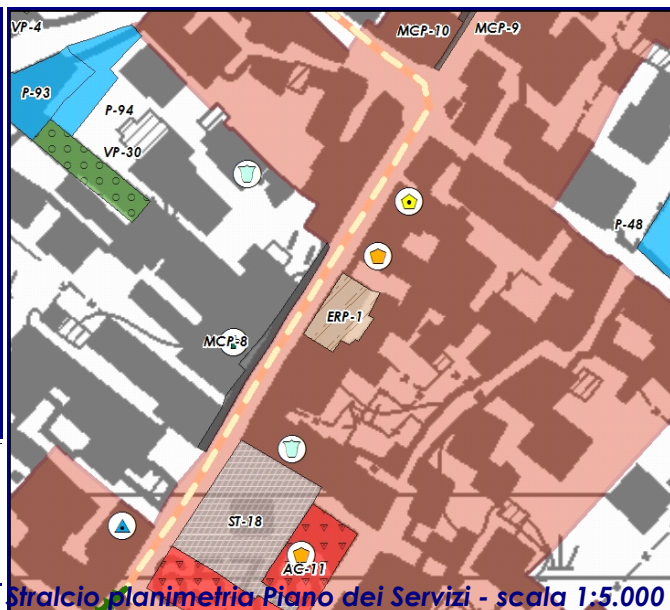 VP-4
MCP-10
MCP-9
P-93
P-94
VP-30
P-48
ERP-1
MCP-8
ST-18
AC-11
Stralcio planimetria Piano dei Servizi - scala 1:5.000